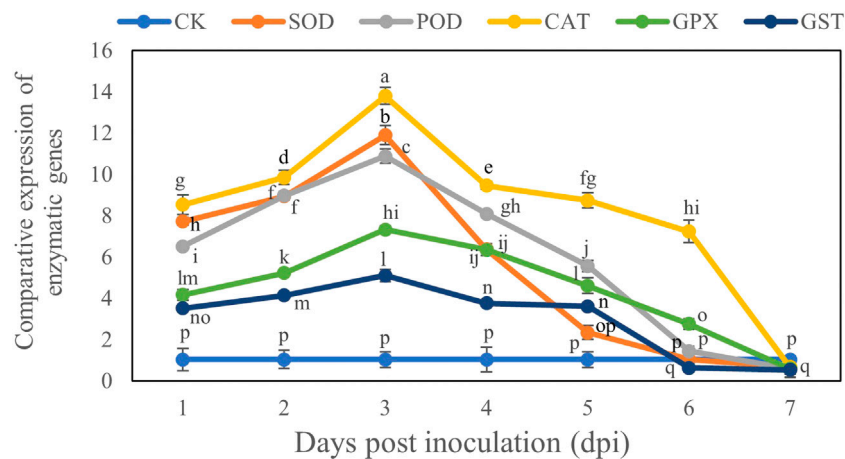 CK SOD POD CAT GPX GST
Comparative expression of
enzymatic genes
16
14
12
10
8
6
4
2
0
g
h
i
lm
no
p
d
f
f
k
m
p
a
b
c
hi
l
p
e
gh
ij
ij
n
p
fg
j
l
n
op
p
hi
o
p
p
q
p
q
1 2 3 4 5 6 7
Days post inoculation (dpi)